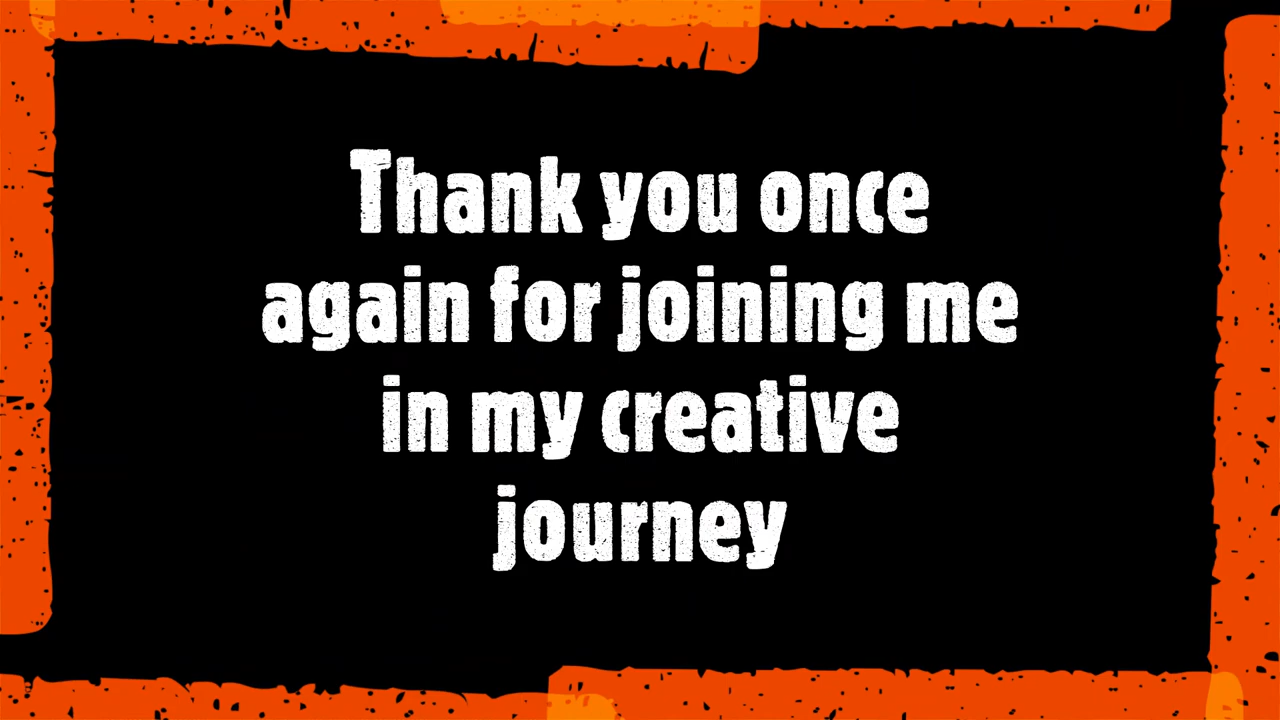 Thank you once
again for joining me
in my creative
journey